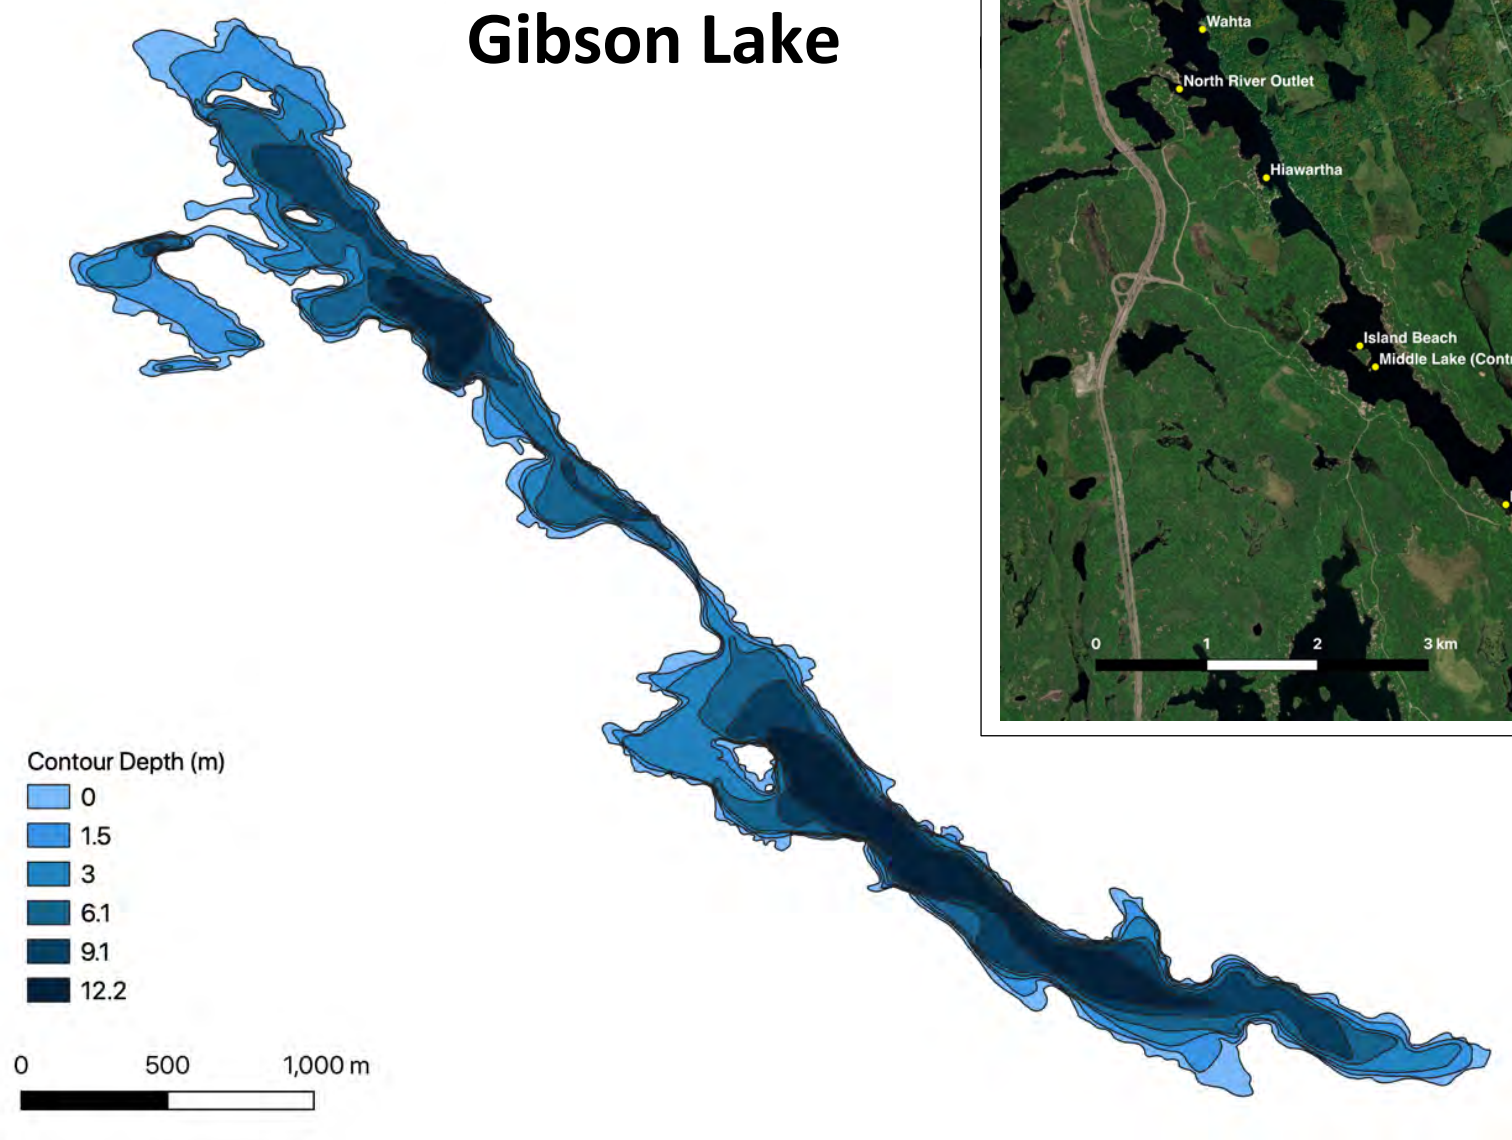 Gibson Lake
Wahta
North River Outlet
Hiawartha
Island Beach
Middle Lake (Cont
0 1 2 3 km
Contour Depth (m)
0
1.5
3
6.1
9.1
12.2
0 500 1,000 m